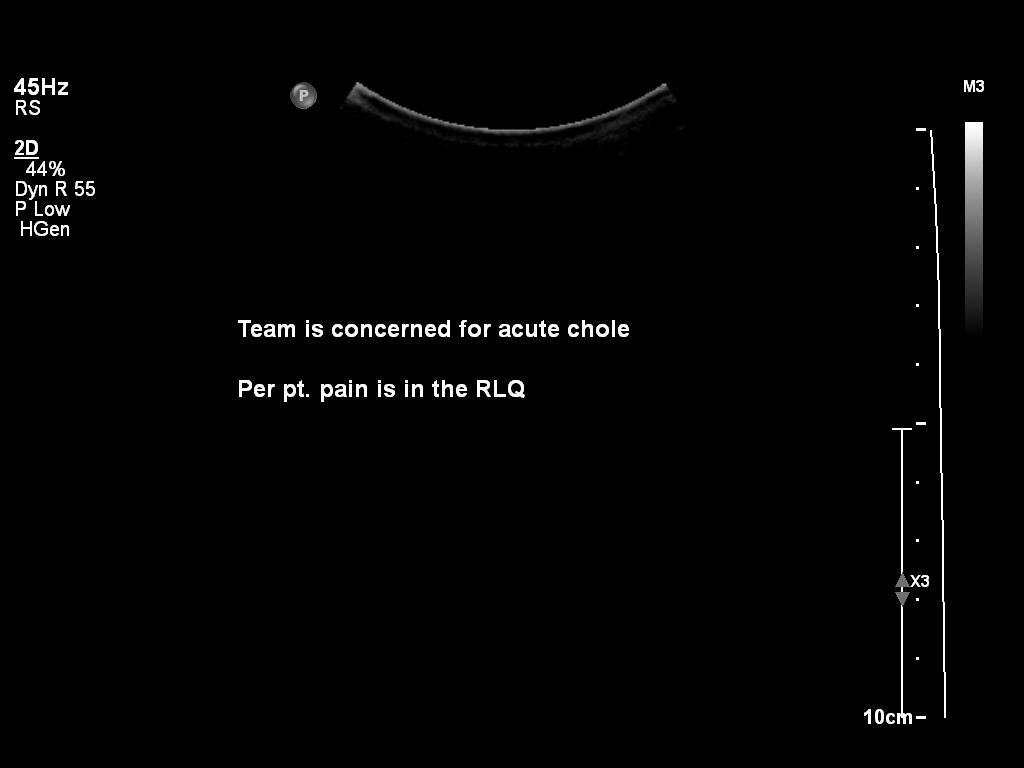 45Hz
RS
P
M3
2D
44%
Dyn R 55
P Low
HGen
Team is concerned for acute chole
Per pt. pain is in the RLQ
X3
10cm